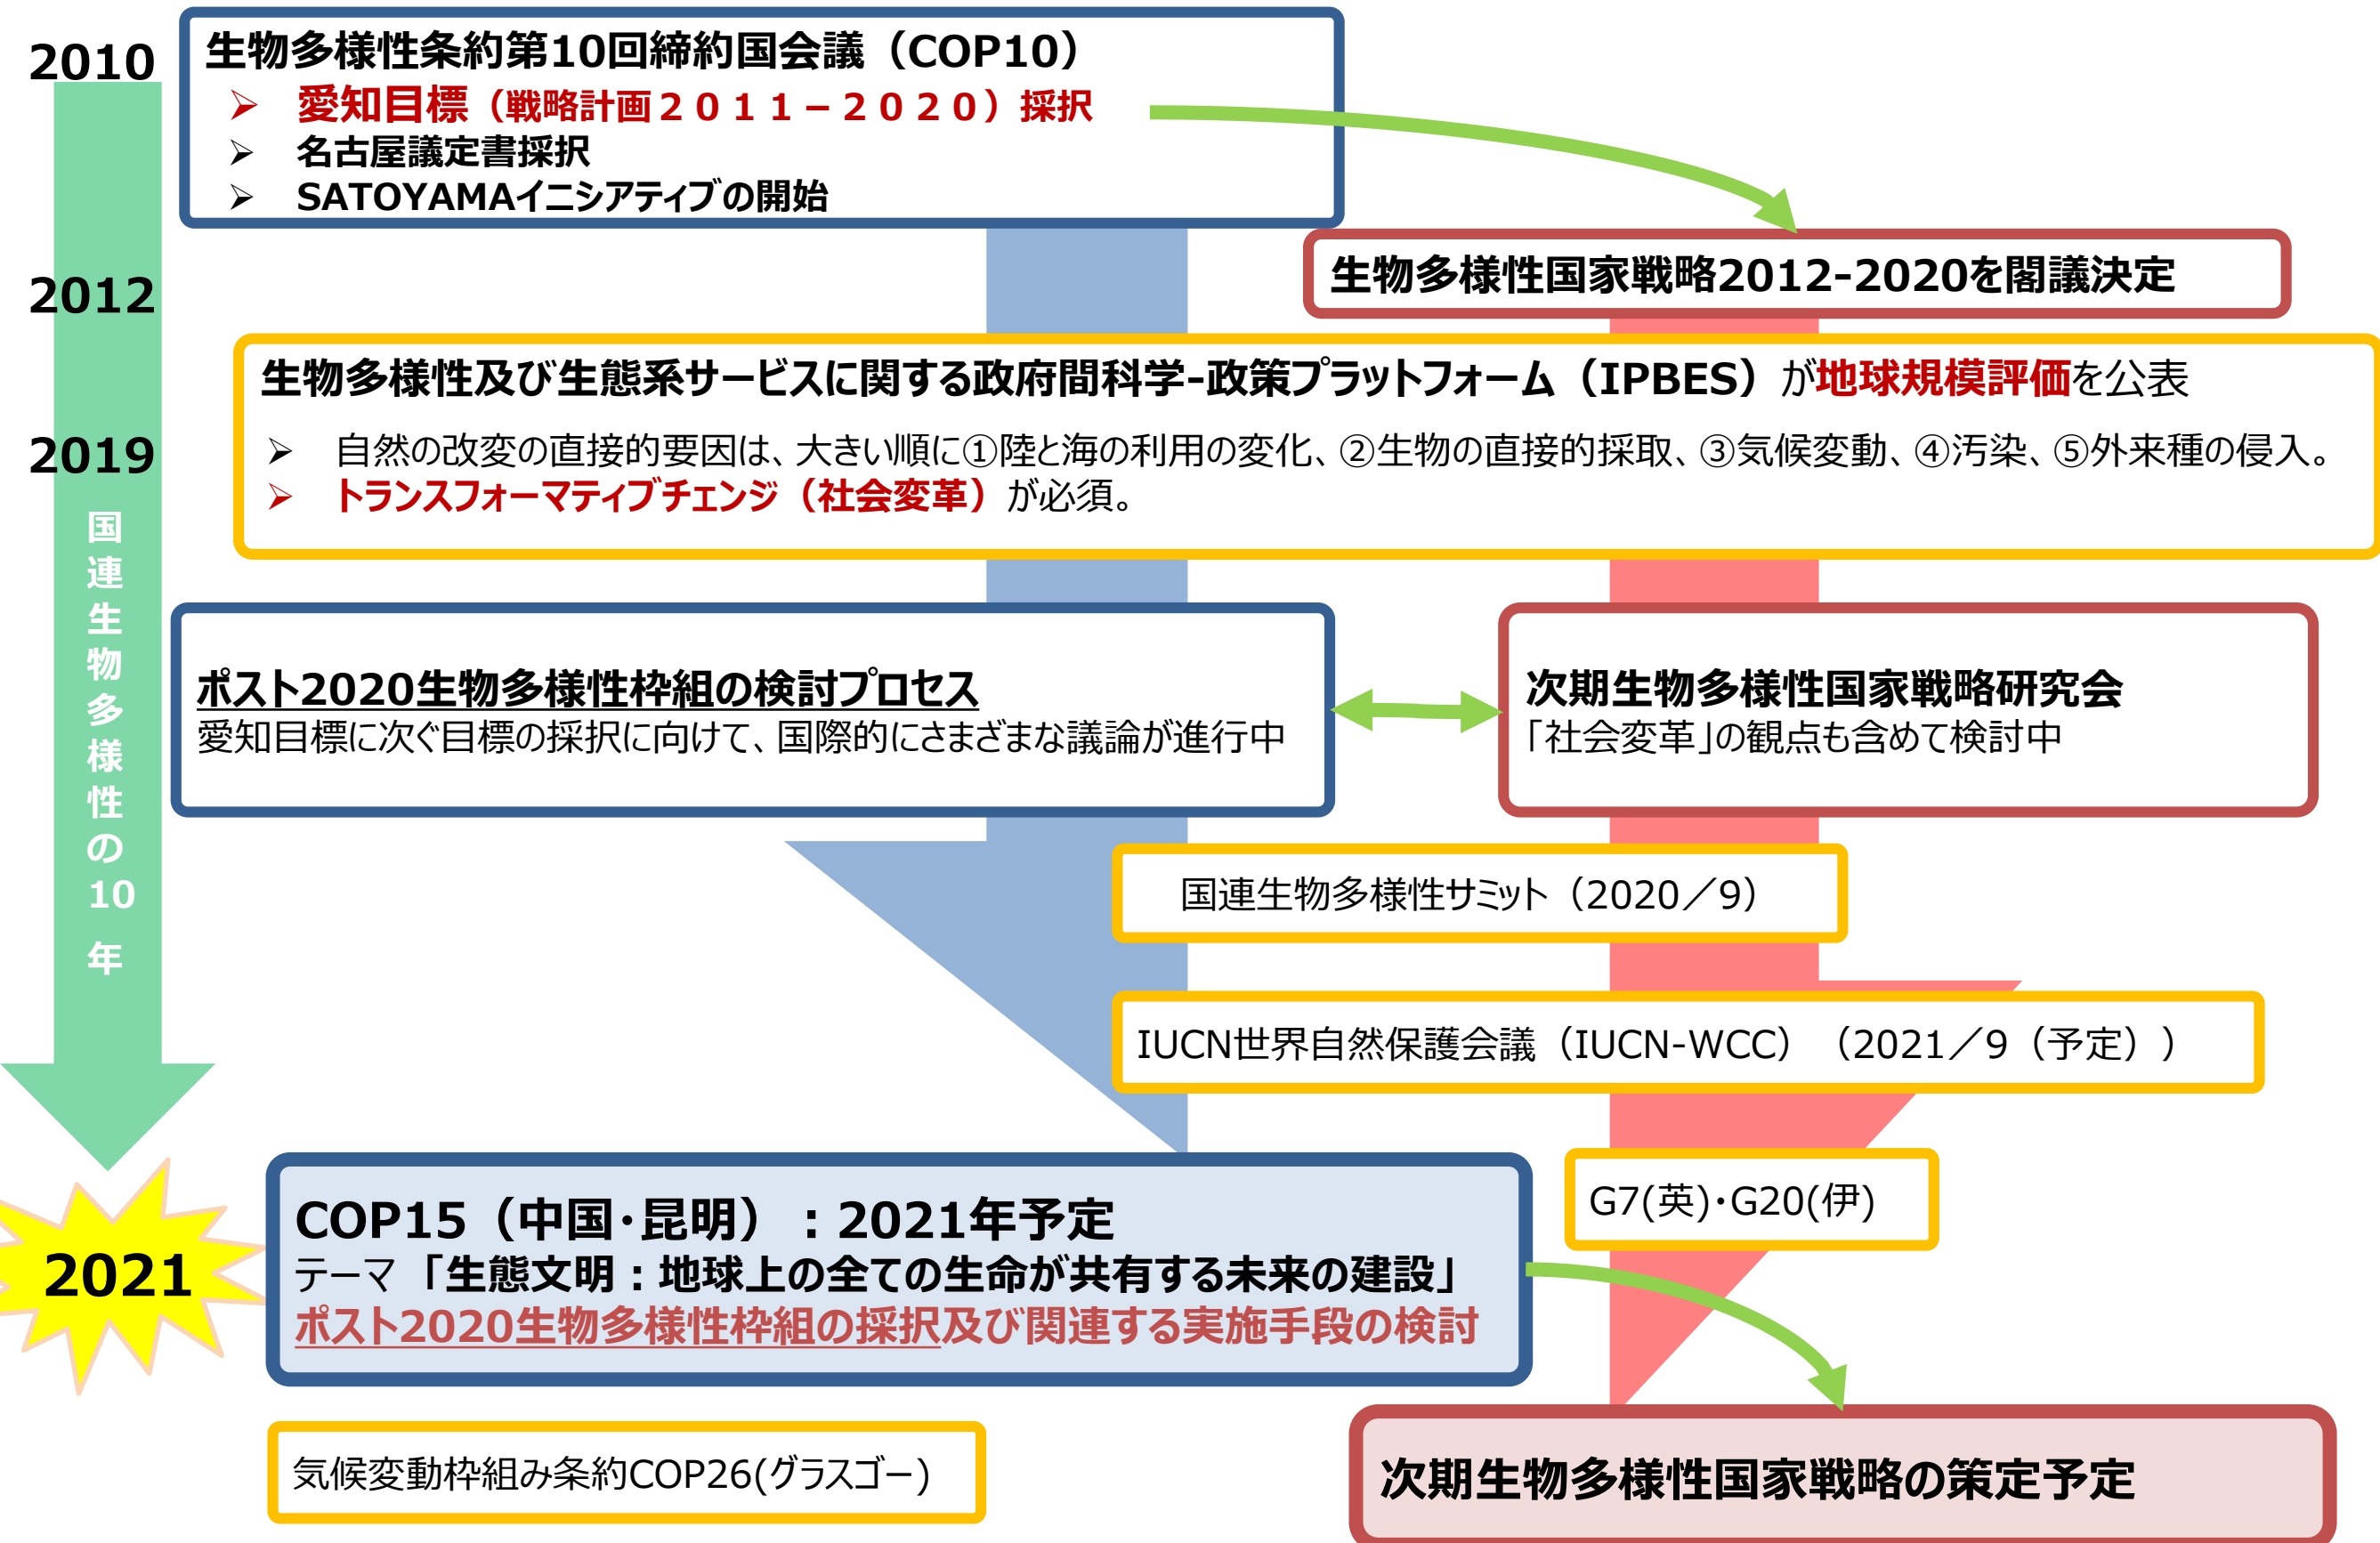 2010
生物多様性条約第10回締約国会議（COP10）
➢ 愛知目標（戦略計画２０１１－２０２０）採択
➢ 名古屋議定書採択
➢ SATOYAMAイニシアティブの開始
2012
生物多様性国家戦略2012-2020を閣議決定
2019
生物多様性及び生態系サービスに関する政府間科学-政策プラットフォーム（IPBES）が地球規模評価を公表
➢ 自然の改変の直接的要因は、大きい順に①陸と海の利用の変化、②生物の直接的採取、③気候変動、④汚染、⑤外来種の侵入。
➢ トランスフォーマティブチェンジ（社会変革）が必須。
国連生物多様性の10年
ポスト2020生物多様性枠組の検討プロセス
愛知目標に次ぐ目標の採択に向けて、国際的にさまざまな議論が進行中
次期生物多様性国家戦略研究会
「社会変革」の観点も含めて検討中
国連生物多様性サミット（2020／9）
IUCN世界自然保護会議（IUCN-WCC）（2021／9（予定））
2021
COP15（中国・昆明）：2021年予定
テーマ「生態文明：地球上の全ての生命が共有する未来の建設」
ポスト2020生物多様性枠組の採択及び関連する実施手段の検討
G7(英)・G20(伊)
気候変動枠組み条約COP26(グラスゴー)
次期生物多様性国家戦略の策定予定